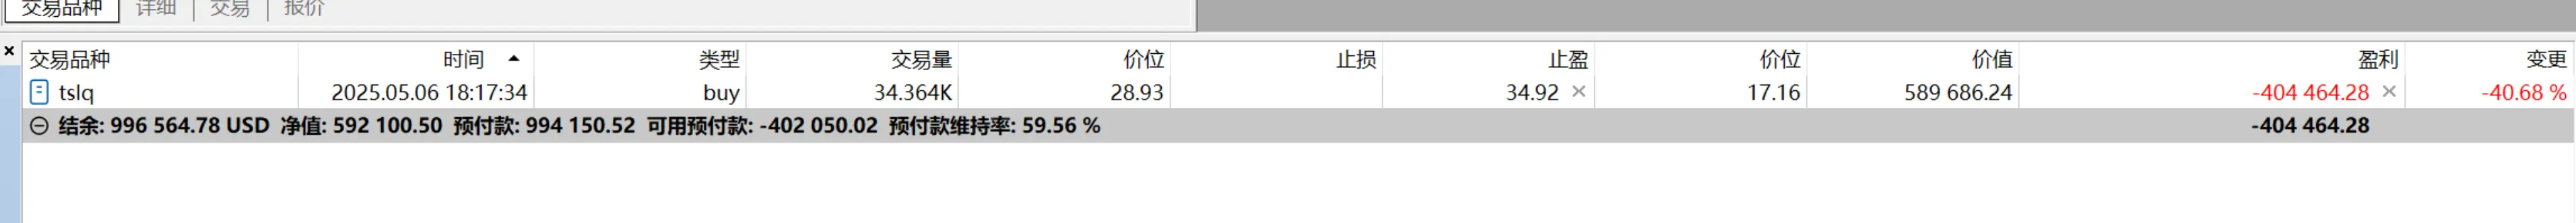 交易品种 详细 交易 报价
交易品种 时间 类型 交易量 价位 止损 止盈 价位 价值 盈利 变更
tslq 2025.05.06 18:17:34 buy 34.364K 28.93 34.92 17.16 589 686.24 -404 464.28 -40.68 %
结余: 996 564.78 USD 净值: 592 100.50 预付款: 994 150.52 可用预付款: -402 050.02 预付款维持率: 59.56 % -404 464.28